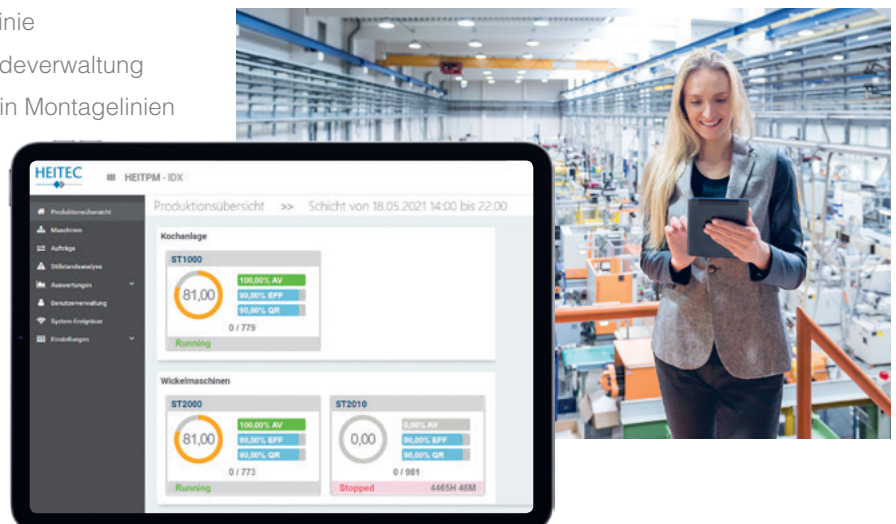 inie
deverwaltung
in Montagelinien
HEITEC
HEITPM - IDX
Produktionsübersicht >> Schicht von 18.05.2021 14:00 bis 22:00
Produktionsübersicht
Maschinen
Aufträge
Stillstandsanalyse
Auswertungen
Benutzerverwaltung
System-Ereignisse
Einstellungen
Kochanlage
ST1000
81,00
100,00% AV
90,00% EFF
90,00% QR
0 / 779
Running
Wickelmaschinen
ST2000
81,00
100,00% AV
90,00% EFF
90,00% QR
0 / 773
Running
ST2010
0,00
0,00% AV
90,00% EFF
90,00% QR
0 / 981
Stopped 4465H 46M